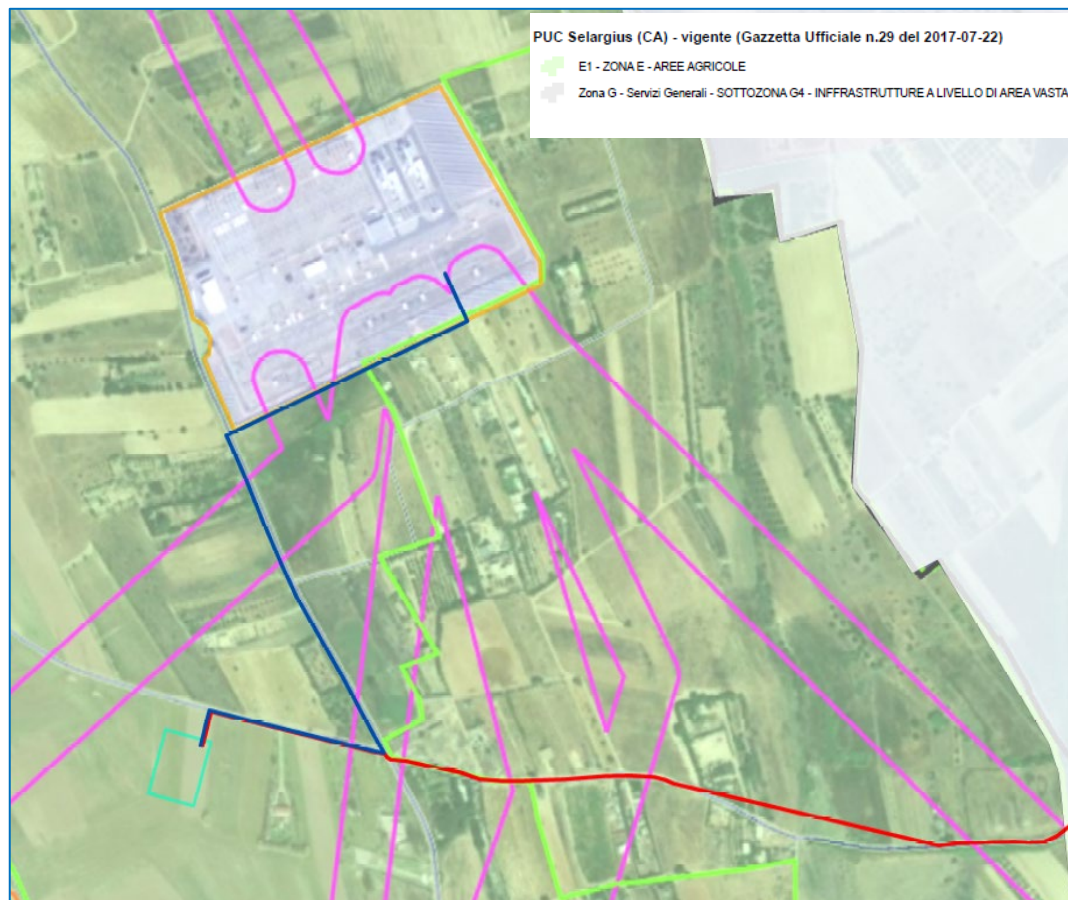 PUC Selargius (CA) - vigente (Gazzetta Ufficiale n.29 del 2017-07-22)
E1 - ZONA E - AREE AGRICOLE
Zona G - Servizi Generali - SOTTOZONA G4 - INFFRASTRUTTURE A LIVELLO DI AREA VASTA